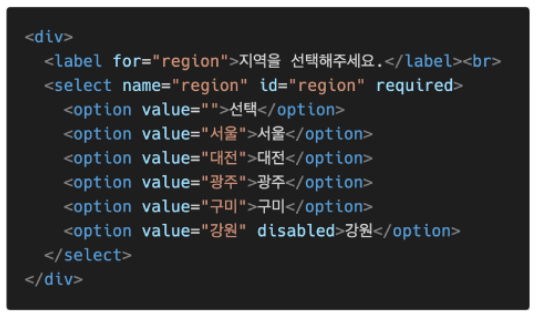 <div>
  <label for="region">지역을 선택해주세요.</label><br>
  <select name="region" id="region" required>
    <option value="">선택</option>
    <option value="서울">서울</option>
    <option value="대전">대전</option>
    <option value="광주">광주</option>
    <option value="구미">구미</option>
    <option value="강원" disabled>강원</option>
  </select>
</div>